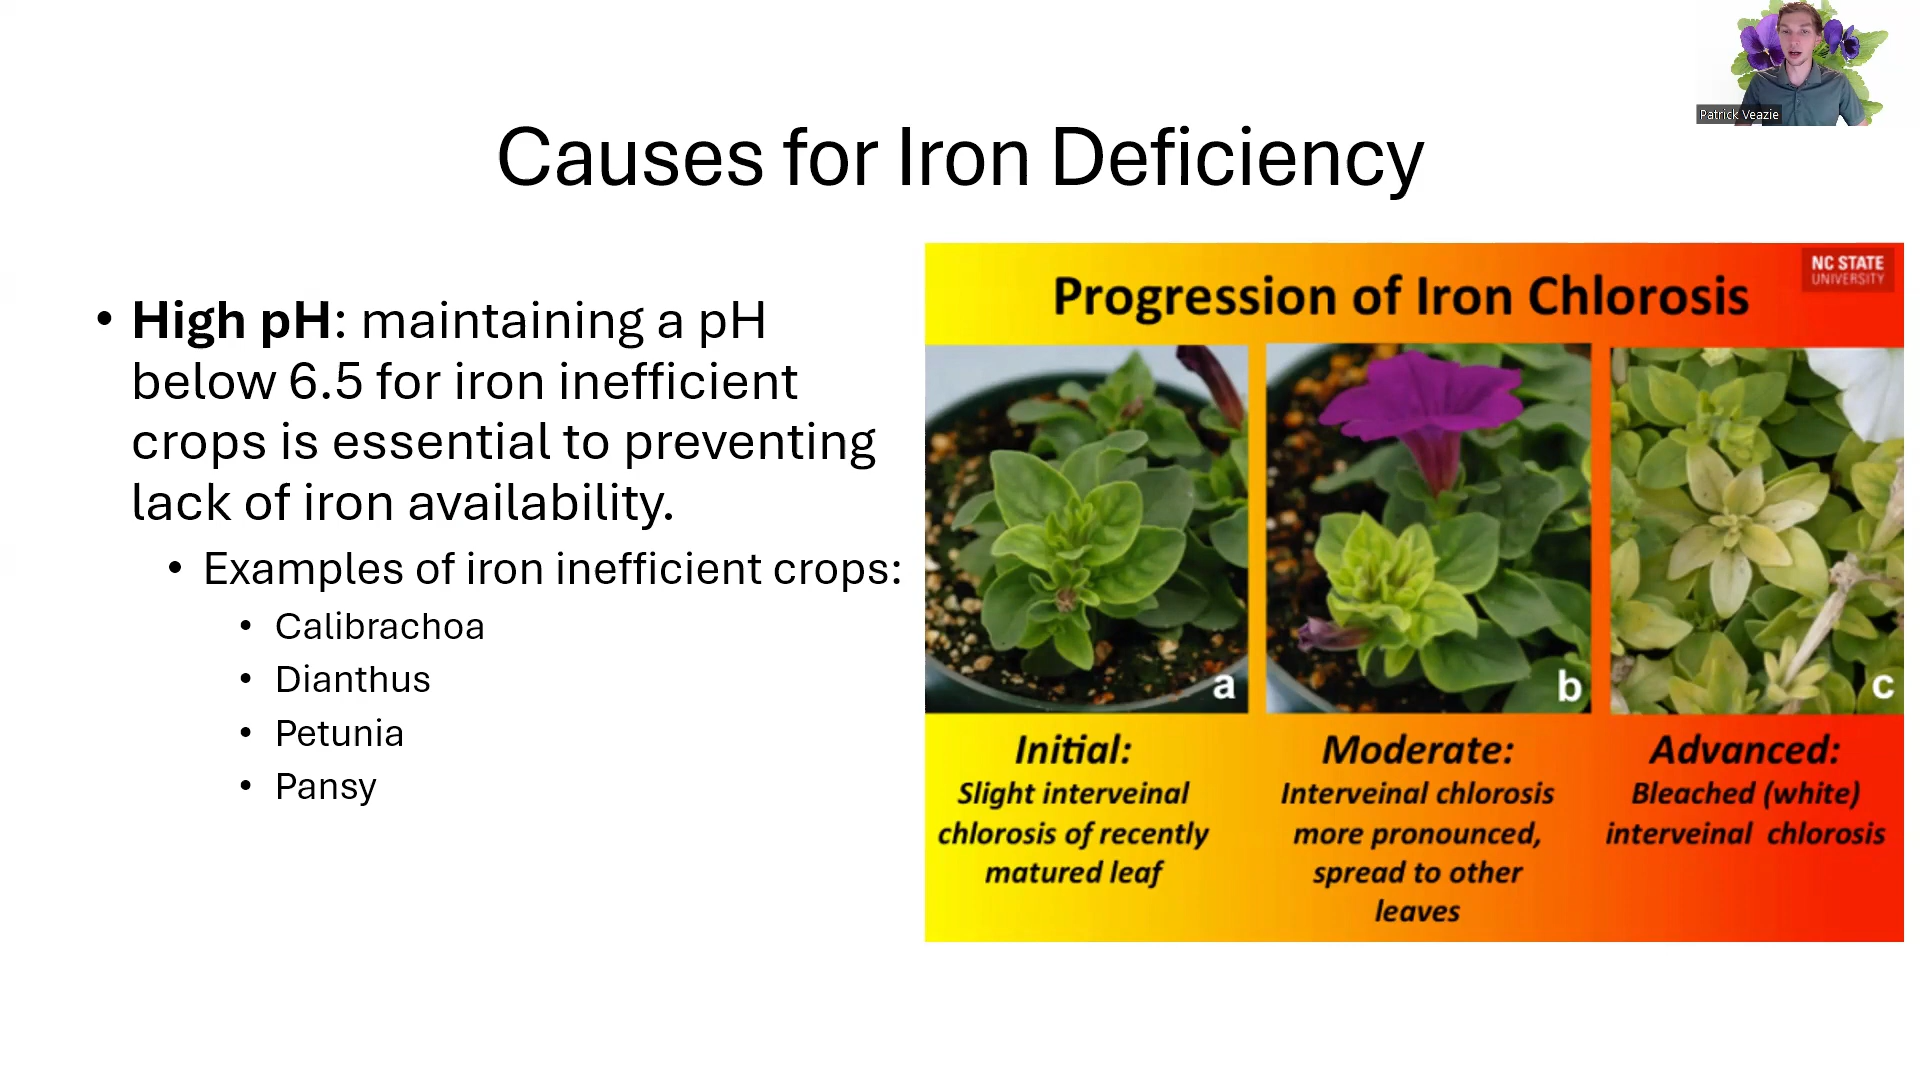 Patrick Veazie
Causes for Iron Deficiency
• High pH: maintaining a pH
below 6.5 for iron inefficient
crops is essential to preventing
lack of iron availability.
• Examples of iron inefficient crops:
• Calibrachoa
• Dianthus
• Petunia
• Pansy
NC STATE
UNIVERSITY
Progression of Iron Chlorosis
a
b
c
Initial:
Slight interveinal
chlorosis of recently
matured leaf
Moderate:
Interveinal chlorosis
more pronounced,
spread to other
leaves
Advanced:
Bleached (white)
interveinal chlorosis